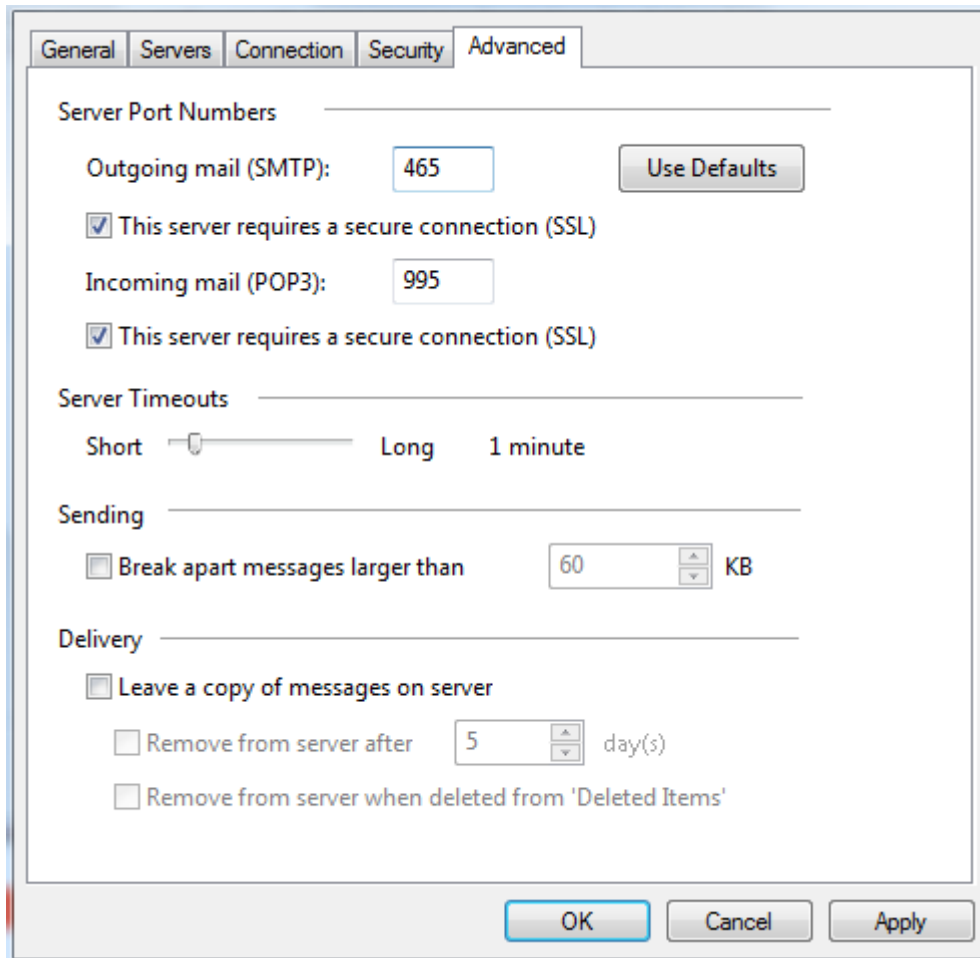 General Servers Connection Security Advanced
Server Port Numbers
Outgoing mail (SMTP): 465 Use Defaults
This server requires a secure connection (SSL)
Incoming mail (POP3): 995
This server requires a secure connection (SSL)
Server Timeouts
Short Long 1 minute
Sending
Break apart messages larger than 60 KB
Delivery
Leave a copy of messages on server
Remove from server after 5 day(s)
Remove from server when deleted from 'Deleted Items'
OK Cancel Apply